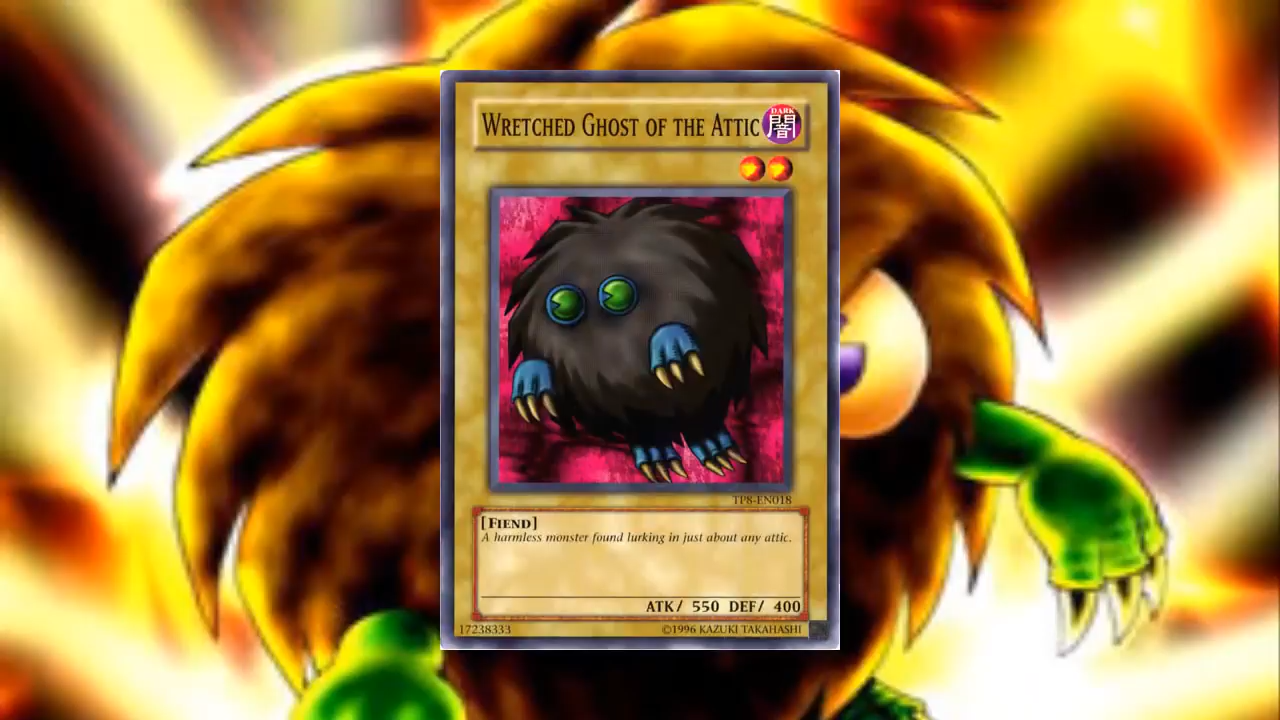 WRETCHED GHOST OF THE ATTIC
DARK
闇
TP8-EN018
[FIEND]
A harmless monster found lurking in just about any attic.
ATK/ 550 DEF/ 400
17238333 ©1996 KAZUKI TAKAHASHI